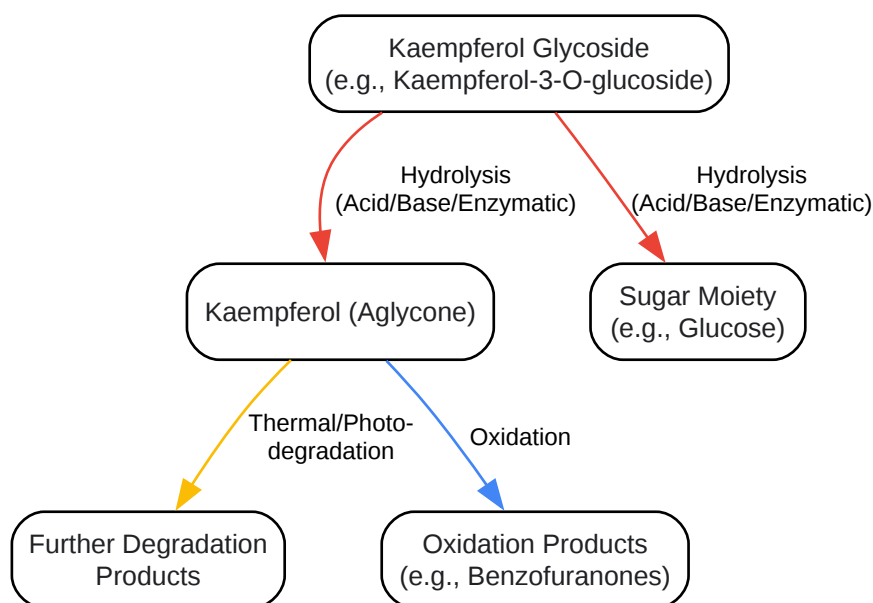 Kaempferol Glycoside
(e.g., Kaempferol-3-O-glucoside)
Hydrolysis
(Acid/Base/Enzymatic)
Hydrolysis
(Acid/Base/Enzymatic)
Kaempferol (Aglycone)
Sugar Moiety
(e.g., Glucose)
Thermal/Photo-
degradation
Oxidation
Further Degradation
Products
Oxidation Products
(e.g., Benzofuranones)